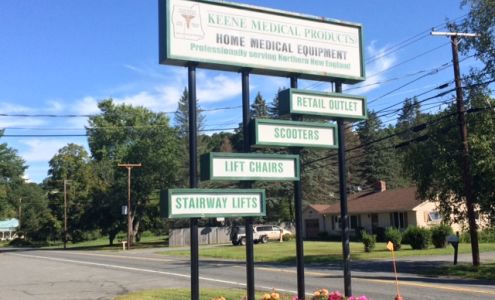 KEENE MEDICAL PRODUCTS
HOME MEDICAL EQUIPMENT
Professionally serving Northern New England
RETAIL OUTLET
SCOOTERS
LIFT CHAIRS
STAIRWAY LIFTS